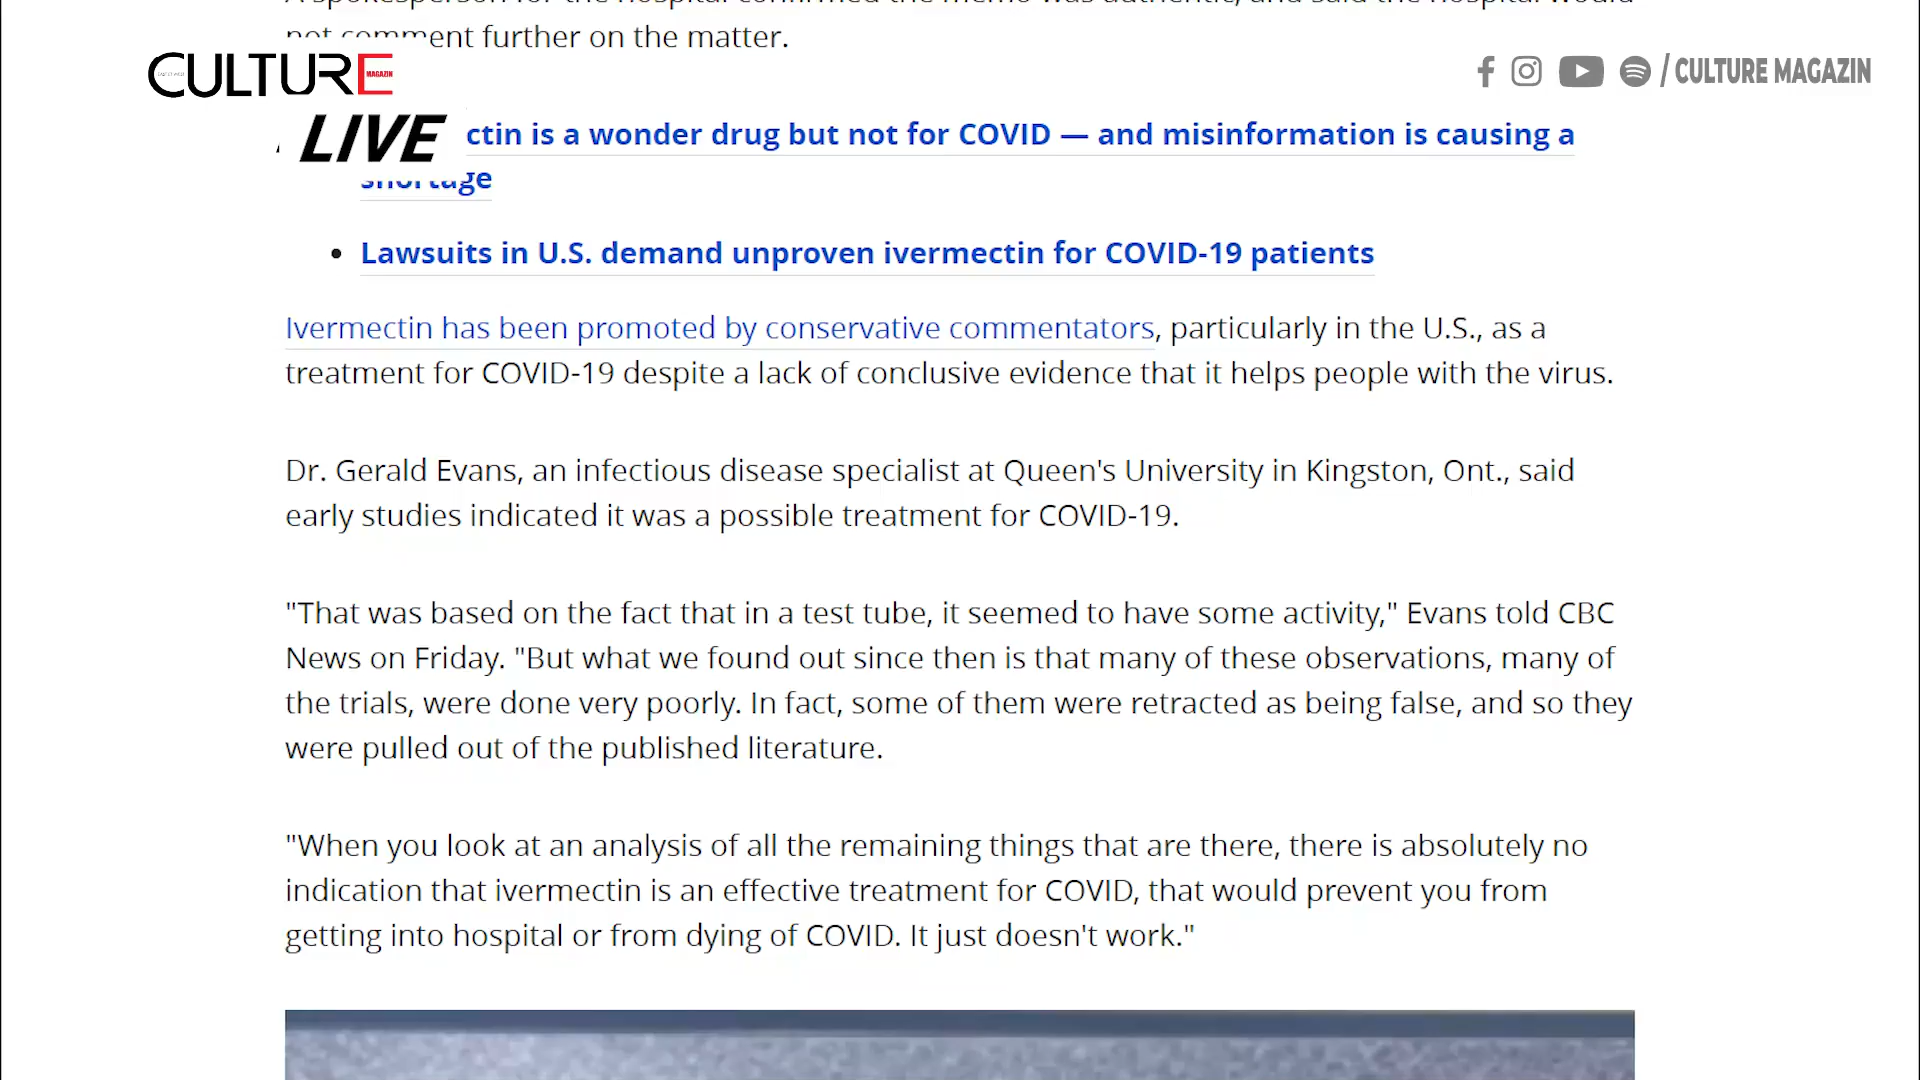 not comment further on the matter.
CULTURE
MAGAZIN
/ CULTURE MAGAZIN
LIVE
ctin is a wonder drug but not for COVID — and misinformation is causing a
shortage
• Lawsuits in U.S. demand unproven ivermectin for COVID-19 patients
Ivermectin has been promoted by conservative commentators, particularly in the U.S., as a
treatment for COVID-19 despite a lack of conclusive evidence that it helps people with the virus.
Dr. Gerald Evans, an infectious disease specialist at Queen's University in Kingston, Ont., said
early studies indicated it was a possible treatment for COVID-19.
"That was based on the fact that in a test tube, it seemed to have some activity," Evans told CBC
News on Friday. "But what we found out since then is that many of these observations, many of
the trials, were done very poorly. In fact, some of them were retracted as being false, and so they
were pulled out of the published literature.
"When you look at an analysis of all the remaining things that are there, there is absolutely no
indication that ivermectin is an effective treatment for COVID, that would prevent you from
getting into hospital or from dying of COVID. It just doesn't work."